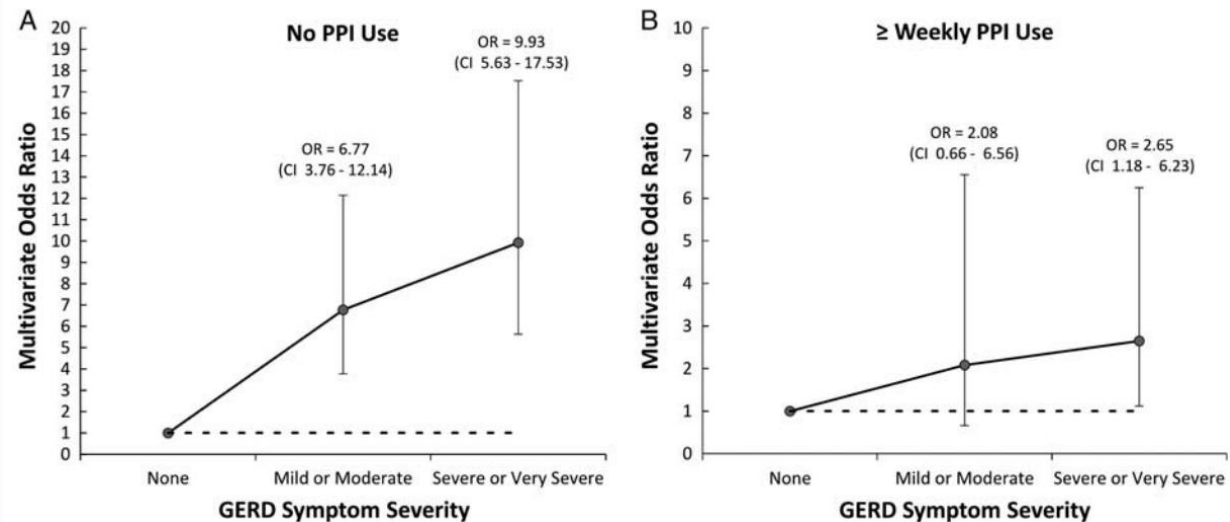 A
No PPI Use
Multivariate Odds Ratio
20
19
18
17
16
15
14
13
12
11
10
9
8
7
6
5
4
3
2
1
0
OR = 6.77
(CI 3.76 - 12.14)
OR = 9.93
(CI 5.63 - 17.53)
None
Mild or Moderate
Severe or Very Severe
GERD Symptom Severity
B
≥ Weekly PPI Use
Multivariate Odds Ratio
10
9
8
7
6
5
4
3
2
1
0
OR = 2.08
(CI 0.66 - 6.56)
OR = 2.65
(CI 1.18 - 6.23)
None
Mild or Moderate
Severe or Very Severe
GERD Symptom Severity